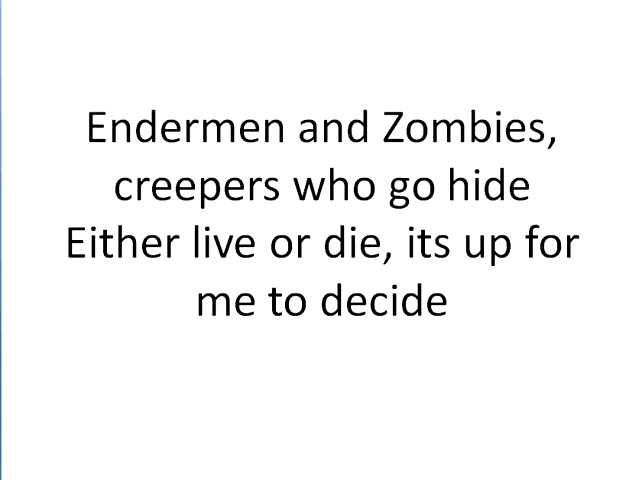 Endermen and Zombies,
creepers who go hide
Either live or die, its up for
me to decide